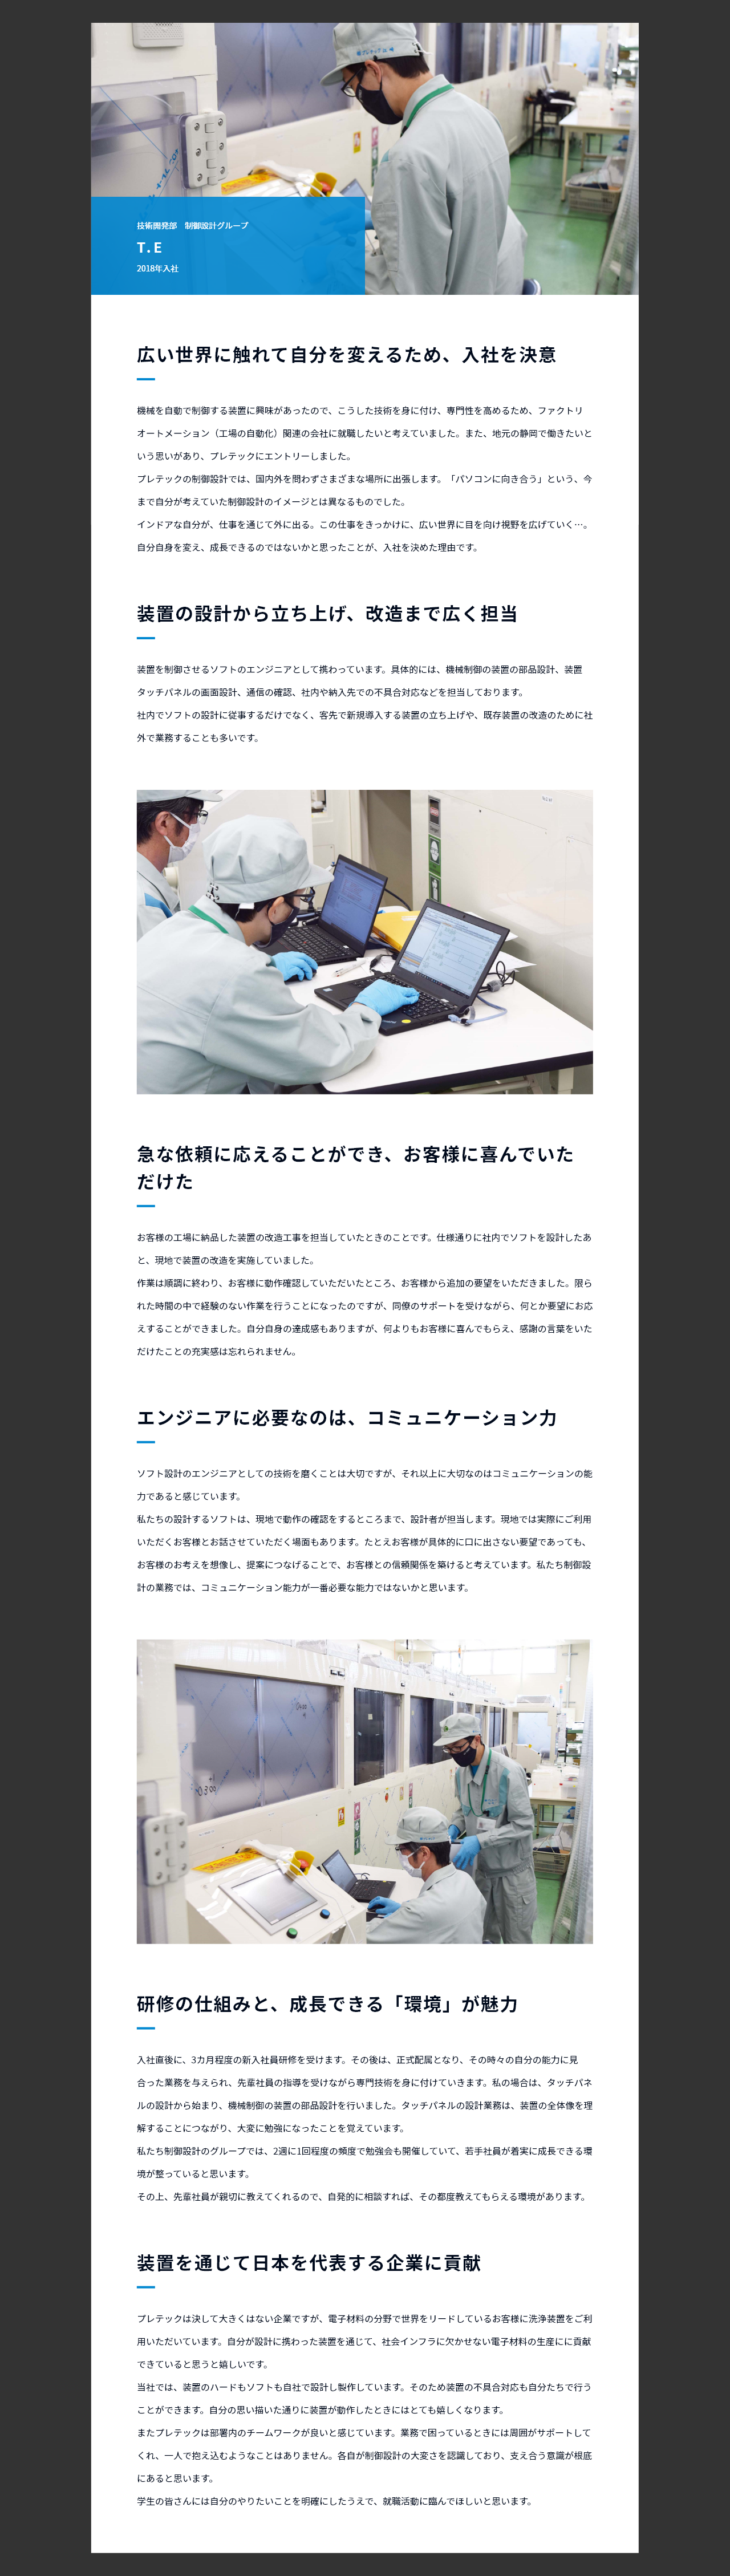 技術開発部　制御設計グループ
T.E
2018年入社
広い世界に触れて自分を変えるため、入社を決意
機械を自動で制御する装置に興味があったので、こうした技術を身に付け、専門性を高めるため、ファクトリ
オートメーション（工場の自動化）関連の会社に就職したいと考えていました。また、地元の静岡で働きたいと
いう思いがあり、プレテックにエントリーしました。
プレテックの制御設計では、国内外を問わずさまざまな場所に出張します。「パソコンに向き合う」という、今
まで自分が考えていた制御設計のイメージとは異なるものでした。
インドアな自分が、仕事を通じて外に出る。この仕事をきっかけに、広い世界に目を向け視野を広げていく…。
自分自身を変え、成長できるのではないかと思ったことが、入社を決めた理由です。
装置の設計から立ち上げ、改造まで広く担当
装置を制御させるソフトのエンジニアとして携わっています。具体的には、機械制御の装置の部品設計、装置
タッチパネルの画面設計、通信の確認、社内や納入先での不具合対応などを担当しております。
社内でソフトの設計に従事するだけでなく、客先で新規導入する装置の立ち上げや、既存装置の改造のために社
外で業務することも多いです。
急な依頼に応えることができ、お客様に喜んでいた
だけた
お客様の工場に納品した装置の改造工事を担当していたときのことです。仕様通りに社内でソフトを設計したあ
と、現地で装置の改造を実施していました。
作業は順調に終わり、お客様に動作確認していただいたところ、お客様から追加の要望をいただきました。限ら
れた時間の中で経験のない作業を行うことになったのですが、同僚のサポートを受けながら、何とか要望にお応
えすることができました。自分自身の達成感もありますが、何よりもお客様に喜んでもらえ、感謝の言葉をいた
だけたことの充実感は忘れられません。
エンジニアに必要なのは、コミュニケーション力
ソフト設計のエンジニアとしての技術を磨くことは大切ですが、それ以上に大切なのはコミュニケーションの能
力であると感じています。
私たちの設計するソフトは、現地で動作の確認をするところまで、設計者が担当します。現地では実際にご利用
いただくお客様とお話させていただく場面もあります。たとえお客様が具体的に口に出さない要望であっても、
お客様のお考えを想像し、提案につなげることで、お客様との信頼関係を築けると考えています。私たち制御設
計の業務では、コミュニケーション能力が一番必要な能力ではないかと思います。
研修の仕組みと、成長できる「環境」が魅力
入社直後に、3カ月程度の新入社員研修を受けます。その後は、正式配属となり、その時々の自分の能力に見
合った業務を与えられ、先輩社員の指導を受けながら専門技術を身に付けていきます。私の場合は、タッチパネ
ルの設計から始まり、機械制御の装置の部品設計を行いました。タッチパネルの設計業務は、装置の全体像を理
解することにつながり、大変に勉強になったことを覚えています。
私たち制御設計のグループでは、2週に1回程度の頻度で勉強会も開催していて、若手社員が着実に成長できる環
境が整っていると思います。
その上、先輩社員が親切に教えてくれるので、自発的に相談すれば、その都度教えてもらえる環境があります。
装置を通じて日本を代表する企業に貢献
プレテックは決して大きくはない企業ですが、電子材料の分野で世界をリードしているお客様に洗浄装置をご利
用いただいています。自分が設計に携わった装置を通じて、社会インフラに欠かせない電子材料の生産にに貢献
できていると思うと嬉しいです。
当社では、装置のハードもソフトも自社で設計し製作しています。そのため装置の不具合対応も自分たちで行う
ことができます。自分の思い描いた通りに装置が動作したときにはとても嬉しくなります。
またプレテックは部署内のチームワークが良いと感じています。業務で困っているときには周囲がサポートして
くれ、一人で抱え込むようなことはありません。各自が制御設計の大変さを認識しており、支え合う意識が根底
にあると思います。
学生の皆さんには自分のやりたいことを明確にしたうえで、就職活動に臨んでほしいと思います。